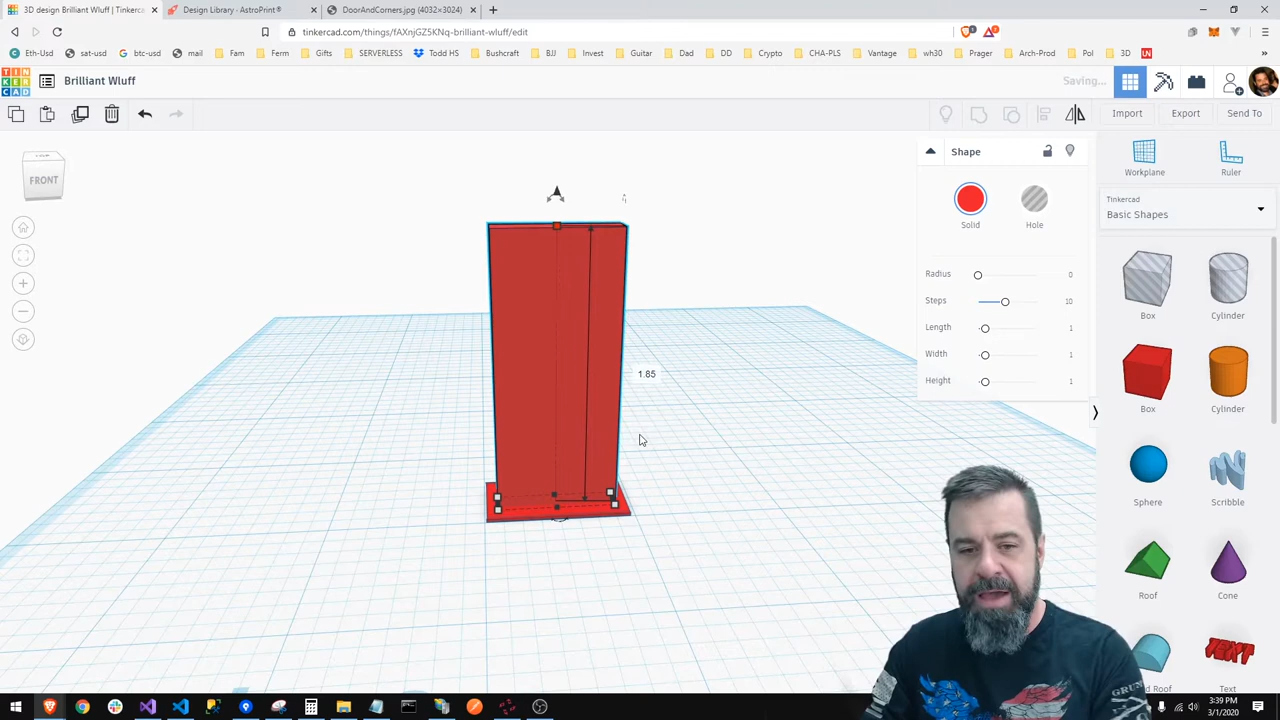 3D design Brilliant Wluff | Tinkerca
Design Library - AstroPrint®
DoorAndCorners.jpg (4032×3024)
tinkercad.com/things/fAXnjGZ5KNq-brilliant-wluff/edit
Eth-Usd
sat-usd
btc-usd
mail
Fam
Ferm
Gifts
SERVERLESS
Todd HS
Bushcraft
BJJ
Invest
Guitar
Dad
DD
Crypto
CHA-PLS
Vantage
wh30
Prager
Arch-Prod
Pol
3D
TIN
KER
CAD
Brilliant Wluff
Saving...
Import
Export
Send To
FRONT
Shape
Solid
Hole
Radius 0
Steps 10
Length 1
Width 1
Height 1
1.85
Workplane
Ruler
Tinkercad
Basic Shapes
Box
Cylinder
Box
Cylinder
Sphere
Scribble
Roof
Cone
Text
TEXT
GRUN
3:39 PM
3/1/2020